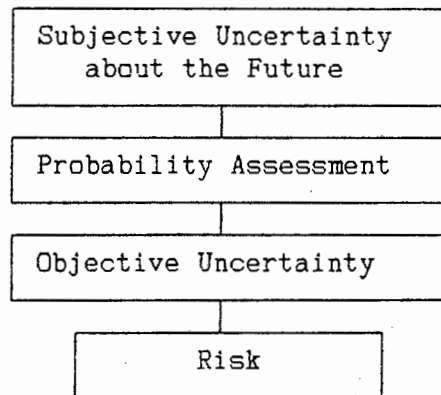 Subjective Uncertainty
about the Future
Probability Assessment
Objective Uncertainty
Risk